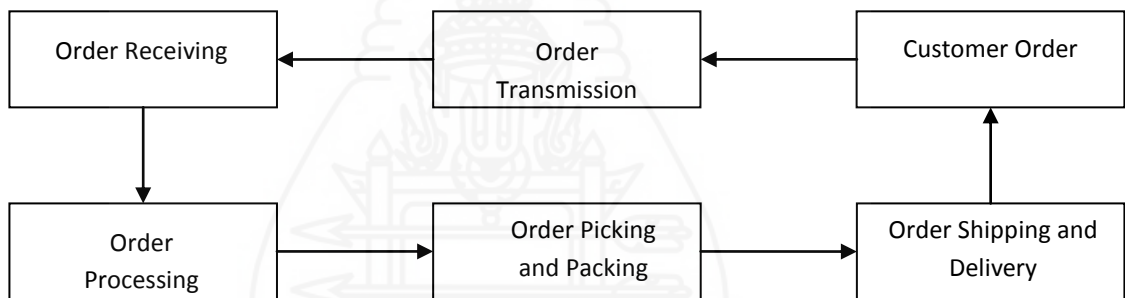 Order Receiving
Order
Transmission
Customer Order
Order
Processing
Order Picking
and Packing
Order Shipping and
Delivery